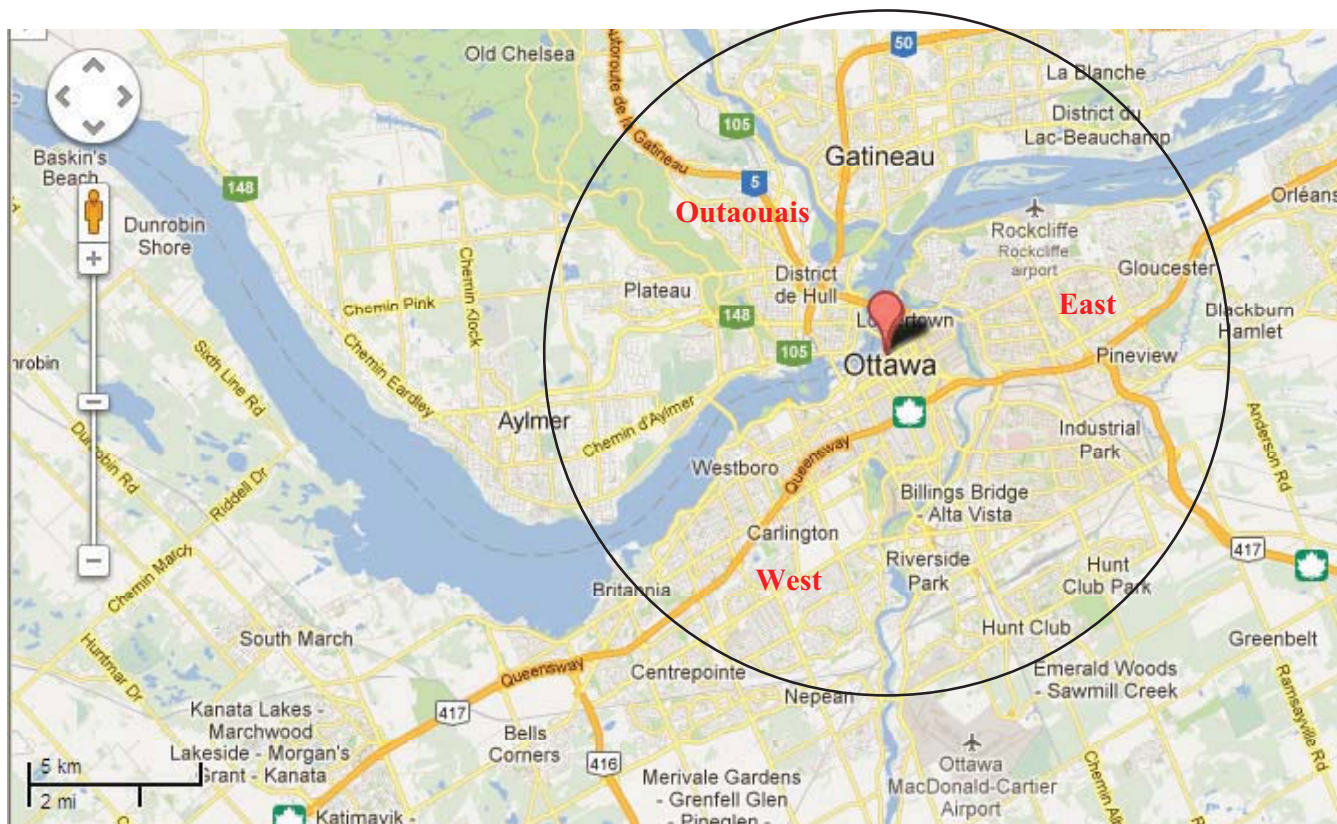 Old Chelsea
Autoroute de la Gatineau
50
La Blanche
District du
Lac-Beauchamp
105
Gatineau
Baskin's
Beach
148
5
Orléans
Outaouais
Dunrobin
Shore
Rockcliffe
Rockcliffe
airport
Chemin Klock
District
de Hull
Gloucester
Plateau
East
Chemin Pink
148
Blackburn
Hamlet
Sixth Line Rd
105
Ottawa
Pineview
Chemin Eardley
Aylmer
Chemin d'Aylmer
Dunrobin Rd
Anderson Rd
Industrial
Park
Westboro
Queensway
Riddell Dr
Billings Bridge
- Alta Vista
Carlington
Chemin March
417
Riverside
Park
Hunt
Club Park
West
Britannia
South March
Hunt Club
Greenbelt
Huntmar Dr
Queensway
Centrepointe
Emerald Woods
- Sawmill Creek
Nepean
Ramsayville Rd
417
Kanata Lakes -
Marchwood
Lakeside - Morgan's
Grant - Kanata
Bells
Corners
416
Ottawa
MacDonald-Cartier
Airport
5 km
2 mi
Merivale Gardens
- Grenfell Glen
- Pineglen -
Katimavik -